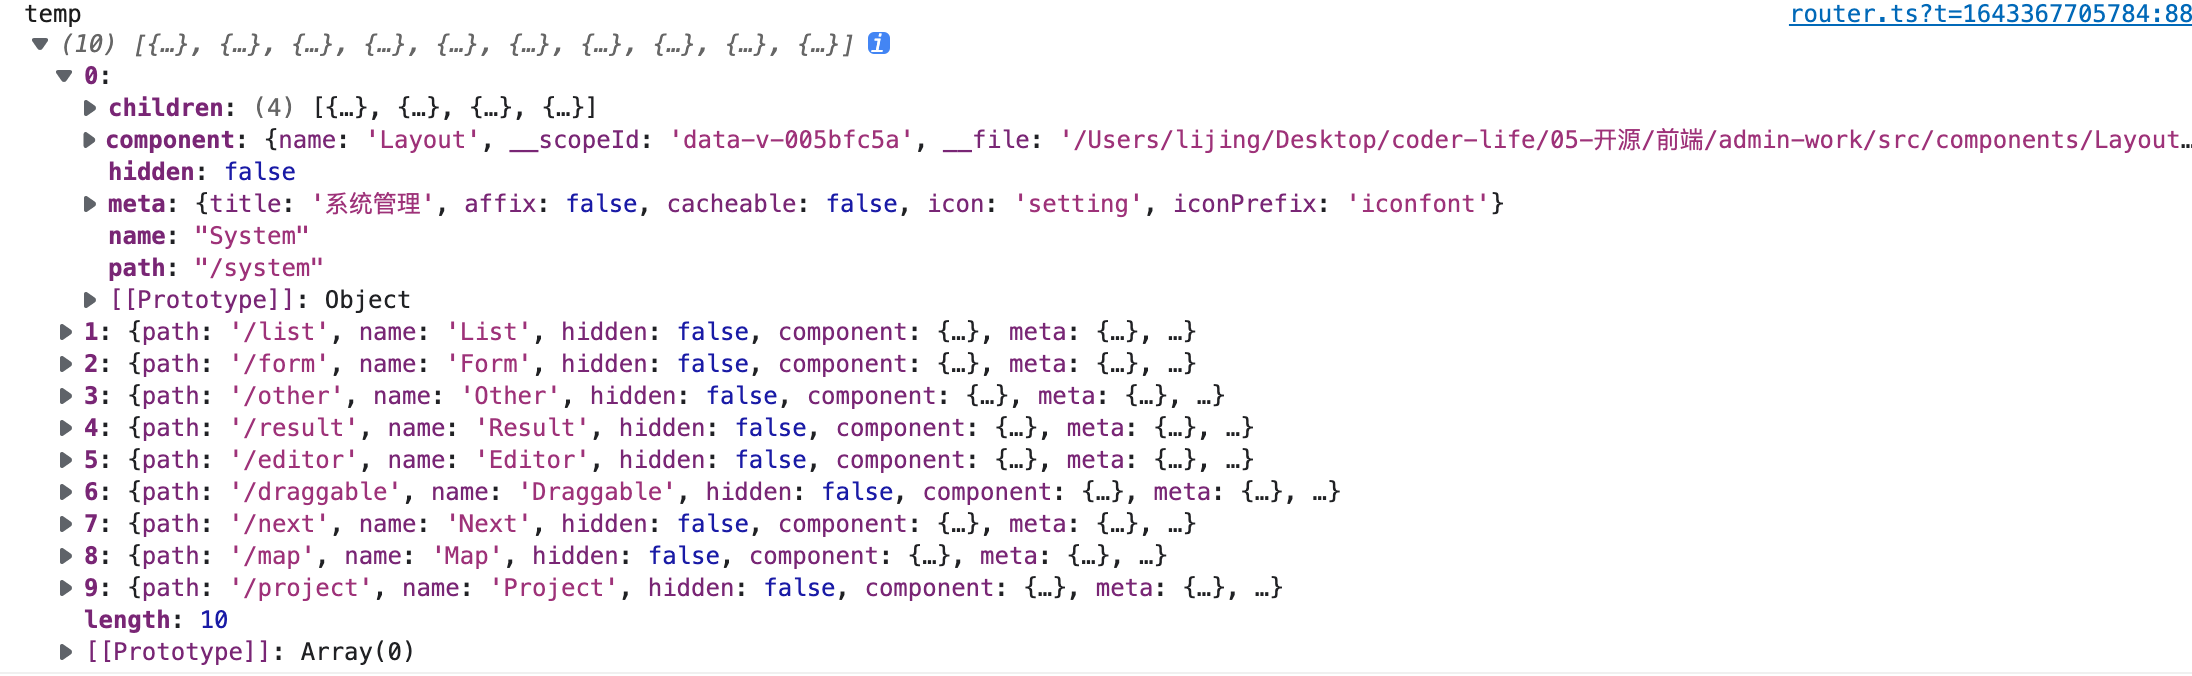 temp
router.ts?t=1643367705784:88
(10) [{…}, {…}, {…}, {…}, {…}, {…}, {…}, {…}, {…}, {…}] i
0:
children: (4) [{…}, {…}, {…}, {…}]
component: {name: 'Layout', __scopeId: 'data-v-005bfc5a', __file: '/Users/lijing/Desktop/coder-life/05-开源/前端/admin-work/src/components/Layout…
hidden: false
meta: {title: '系统管理', affix: false, cacheable: false, icon: 'setting', iconPrefix: 'iconfont'}
name: "System"
path: "/system"
[[Prototype]]: Object
1: {path: '/list', name: 'List', hidden: false, component: {…}, meta: {…}, …}
2: {path: '/form', name: 'Form', hidden: false, component: {…}, meta: {…}, …}
3: {path: '/other', name: 'Other', hidden: false, component: {…}, meta: {…}, …}
4: {path: '/result', name: 'Result', hidden: false, component: {…}, meta: {…}, …}
5: {path: '/editor', name: 'Editor', hidden: false, component: {…}, meta: {…}, …}
6: {path: '/draggable', name: 'Draggable', hidden: false, component: {…}, meta: {…}, …}
7: {path: '/next', name: 'Next', hidden: false, component: {…}, meta: {…}, …}
8: {path: '/map', name: 'Map', hidden: false, component: {…}, meta: {…}, …}
9: {path: '/project', name: 'Project', hidden: false, component: {…}, meta: {…}, …}
length: 10
[[Prototype]]: Array(0)